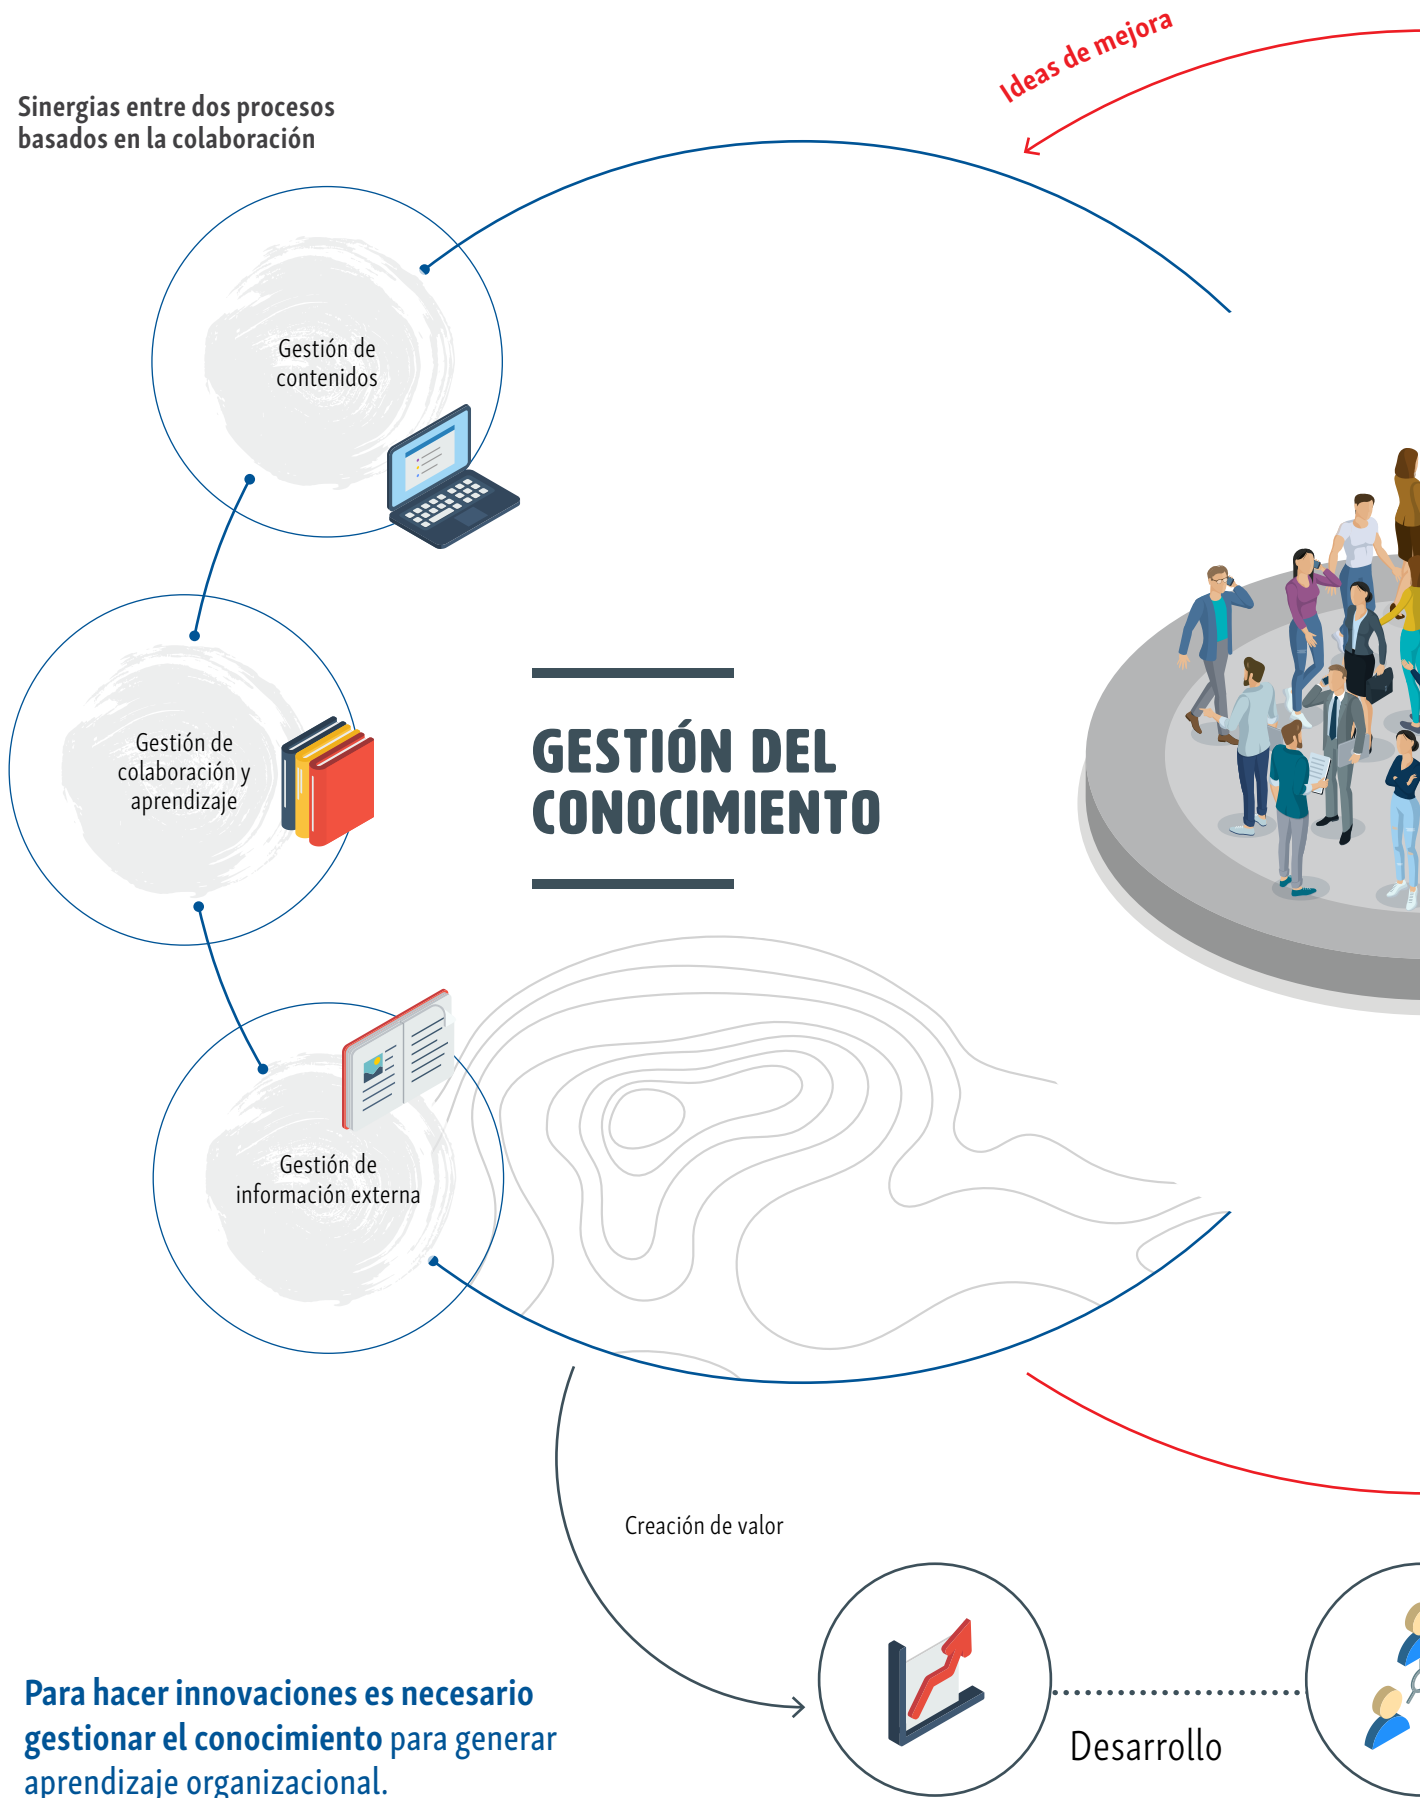 Ideas de mejora
Sinergias entre dos procesos
basados en la colaboración
Gestión de
contenidos
Gestión de
colaboración y
aprendizaje
GESTIÓN DEL
CONOCIMIENTO
Gestión de
información externa
Creación de valor
Desarrollo
Para hacer innovaciones es necesario
gestionar el conocimiento para generar
aprendizaje organizacional.